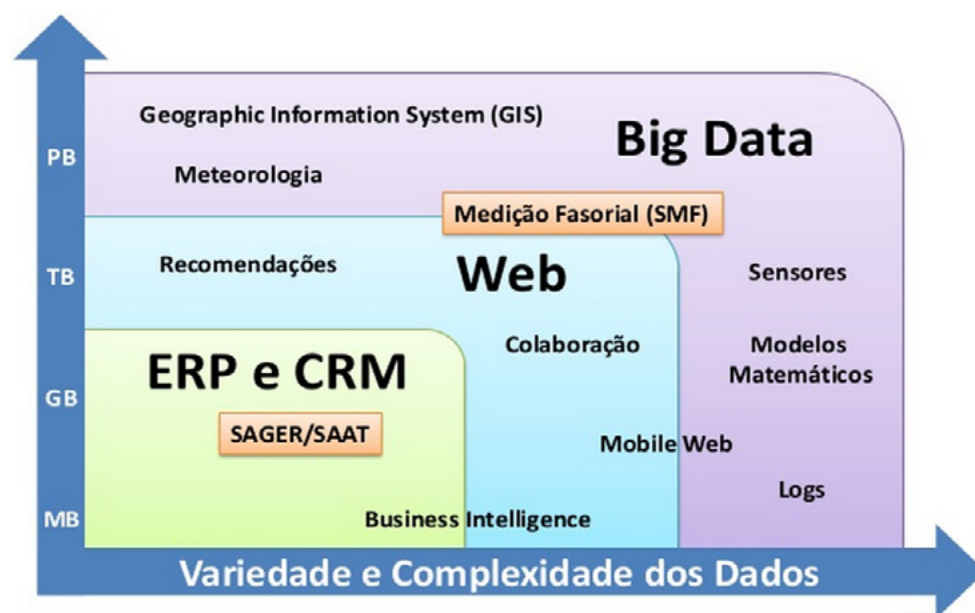 Geographic Information System (GIS)
Big Data
PB
Meteorologia
Medição Fasorial (SMF)
Recomendações
Web
Sensores
TB
Colaboração
Modelos
Matemáticos
ERP e CRM
GB
SAGER/SAAT
Mobile Web
Logs
MB
Business Intelligence
Variedade e Complexidade dos Dados